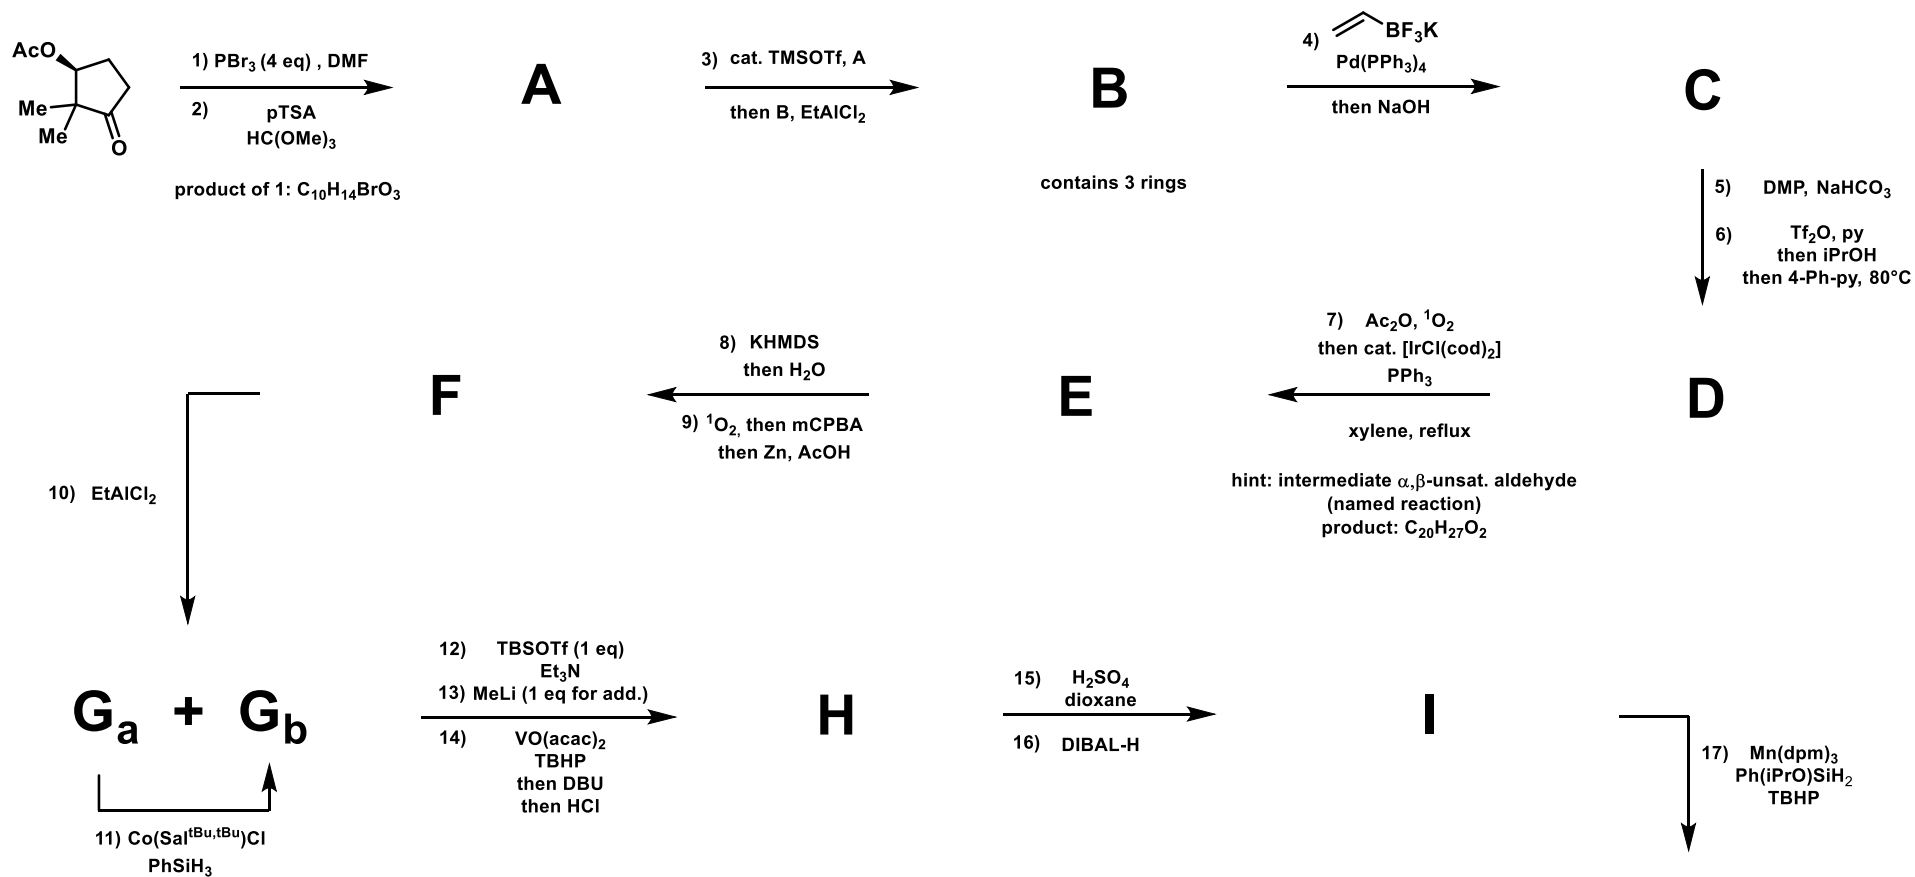 AcO
Me
Me
O
1) PBr₃ (4 eq) , DMF
2) pTSA
HC(OMe)₃
product of 1: C₁₀H₁₄BrO₃
A
3) cat. TMSOTf, A
then B, EtAlCl₂
B
contains 3 rings
4) BF₃K
Pd(PPh₃)₄
then NaOH
C
5) DMP, NaHCO₃
6) Tf₂O, py
then iPrOH
then 4-Ph-py, 80°C
D
7) Ac₂O, ¹O₂
then cat. [IrCl(cod)₂]
PPh₃
xylene, reflux
hint: intermediate α,β-unsat. aldehyde
(named reaction)
product: C₂₀H₂₇O₂
E
8) KHMDS
then H₂O
9) ¹O₂, then mCPBA
then Zn, AcOH
F
10) EtAlCl₂
Gₐ + G_b
11) Co(Sal^tBu,tBu)Cl
PhSiH₃
12) TBSOTf (1 eq)
Et₃N
13) MeLi (1 eq for add.)
14) VO(acac)₂
TBHP
then DBU
then HCl
H
15) H₂SO₄
dioxane
16) DIBAL-H
I
17) Mn(dpm)₃
Ph(iPrO)SiH₂
TBHP